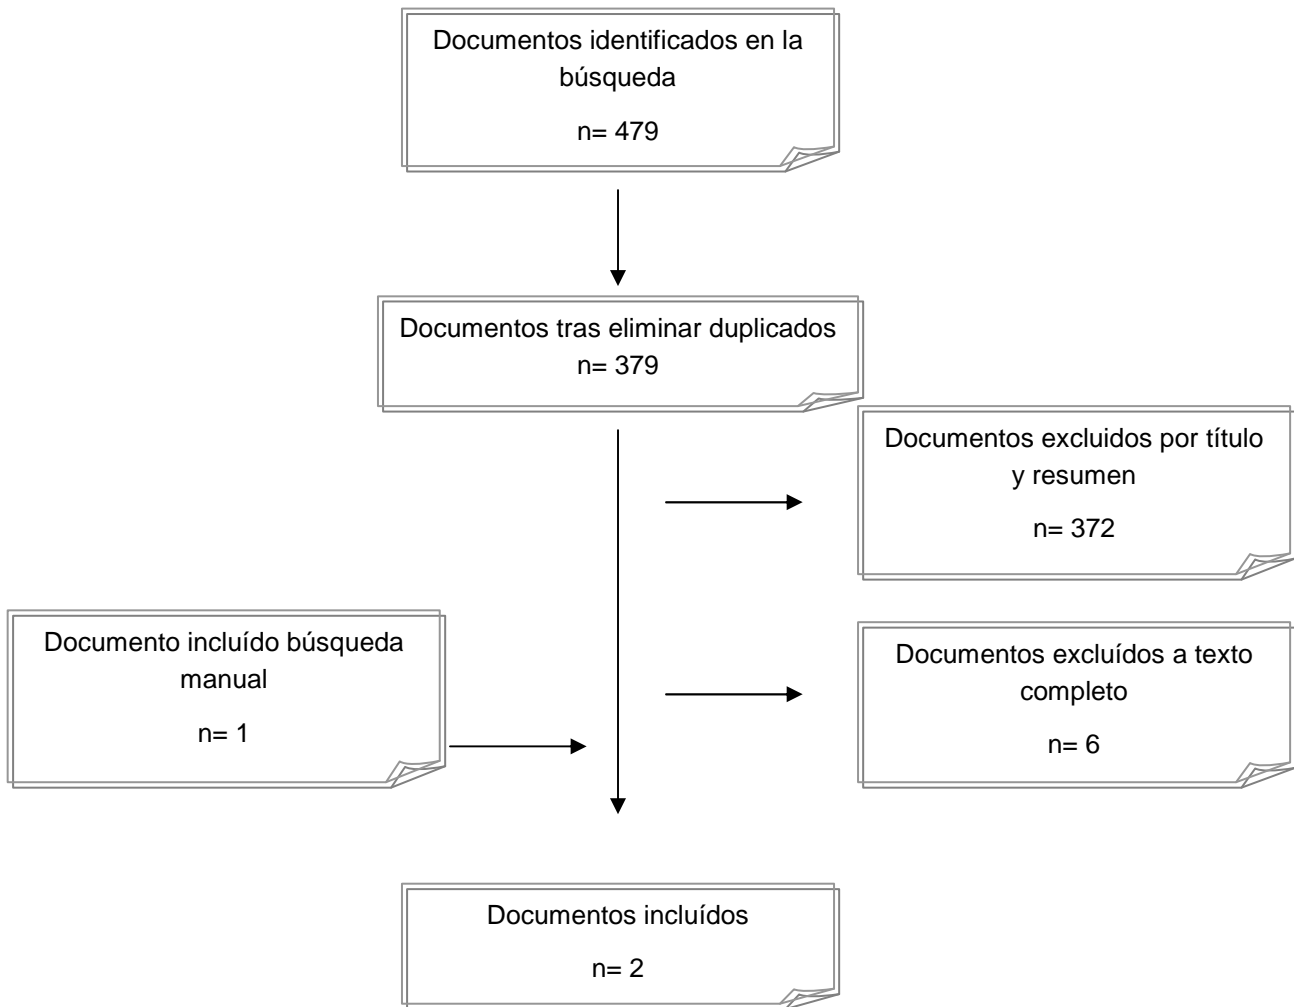 Documentos identificados en la
búsqueda
n= 479
Documentos tras eliminar duplicados
n= 379
Documentos excluidos por título
y resumen
n= 372
Documento incluído búsqueda
manual
n= 1
Documentos excluídos a texto
completo
n= 6
Documentos incluídos
n= 2